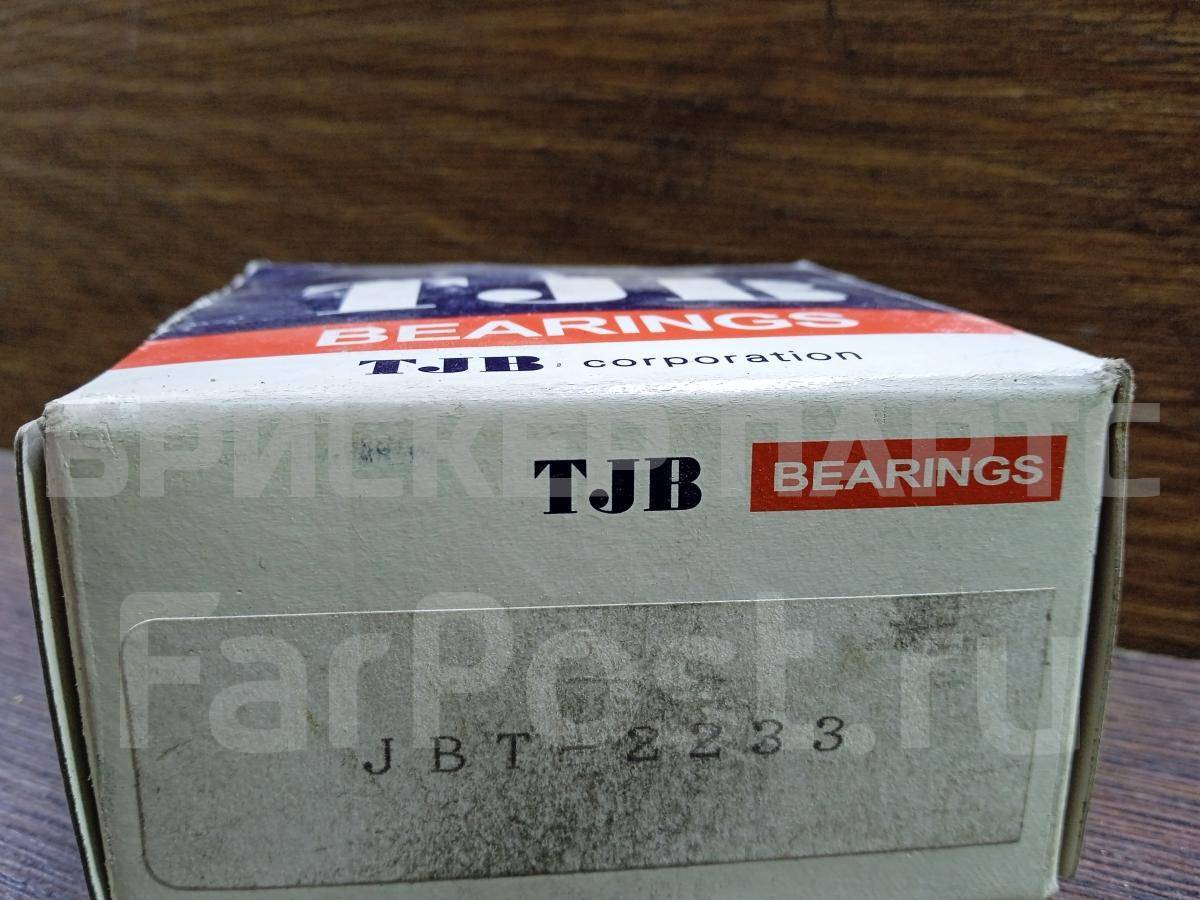 TJB
BEARINGS
TJB corporation
БРИСКЕР ПАРТС
TJB BEARINGS
FarPost.ru
JBT-2233